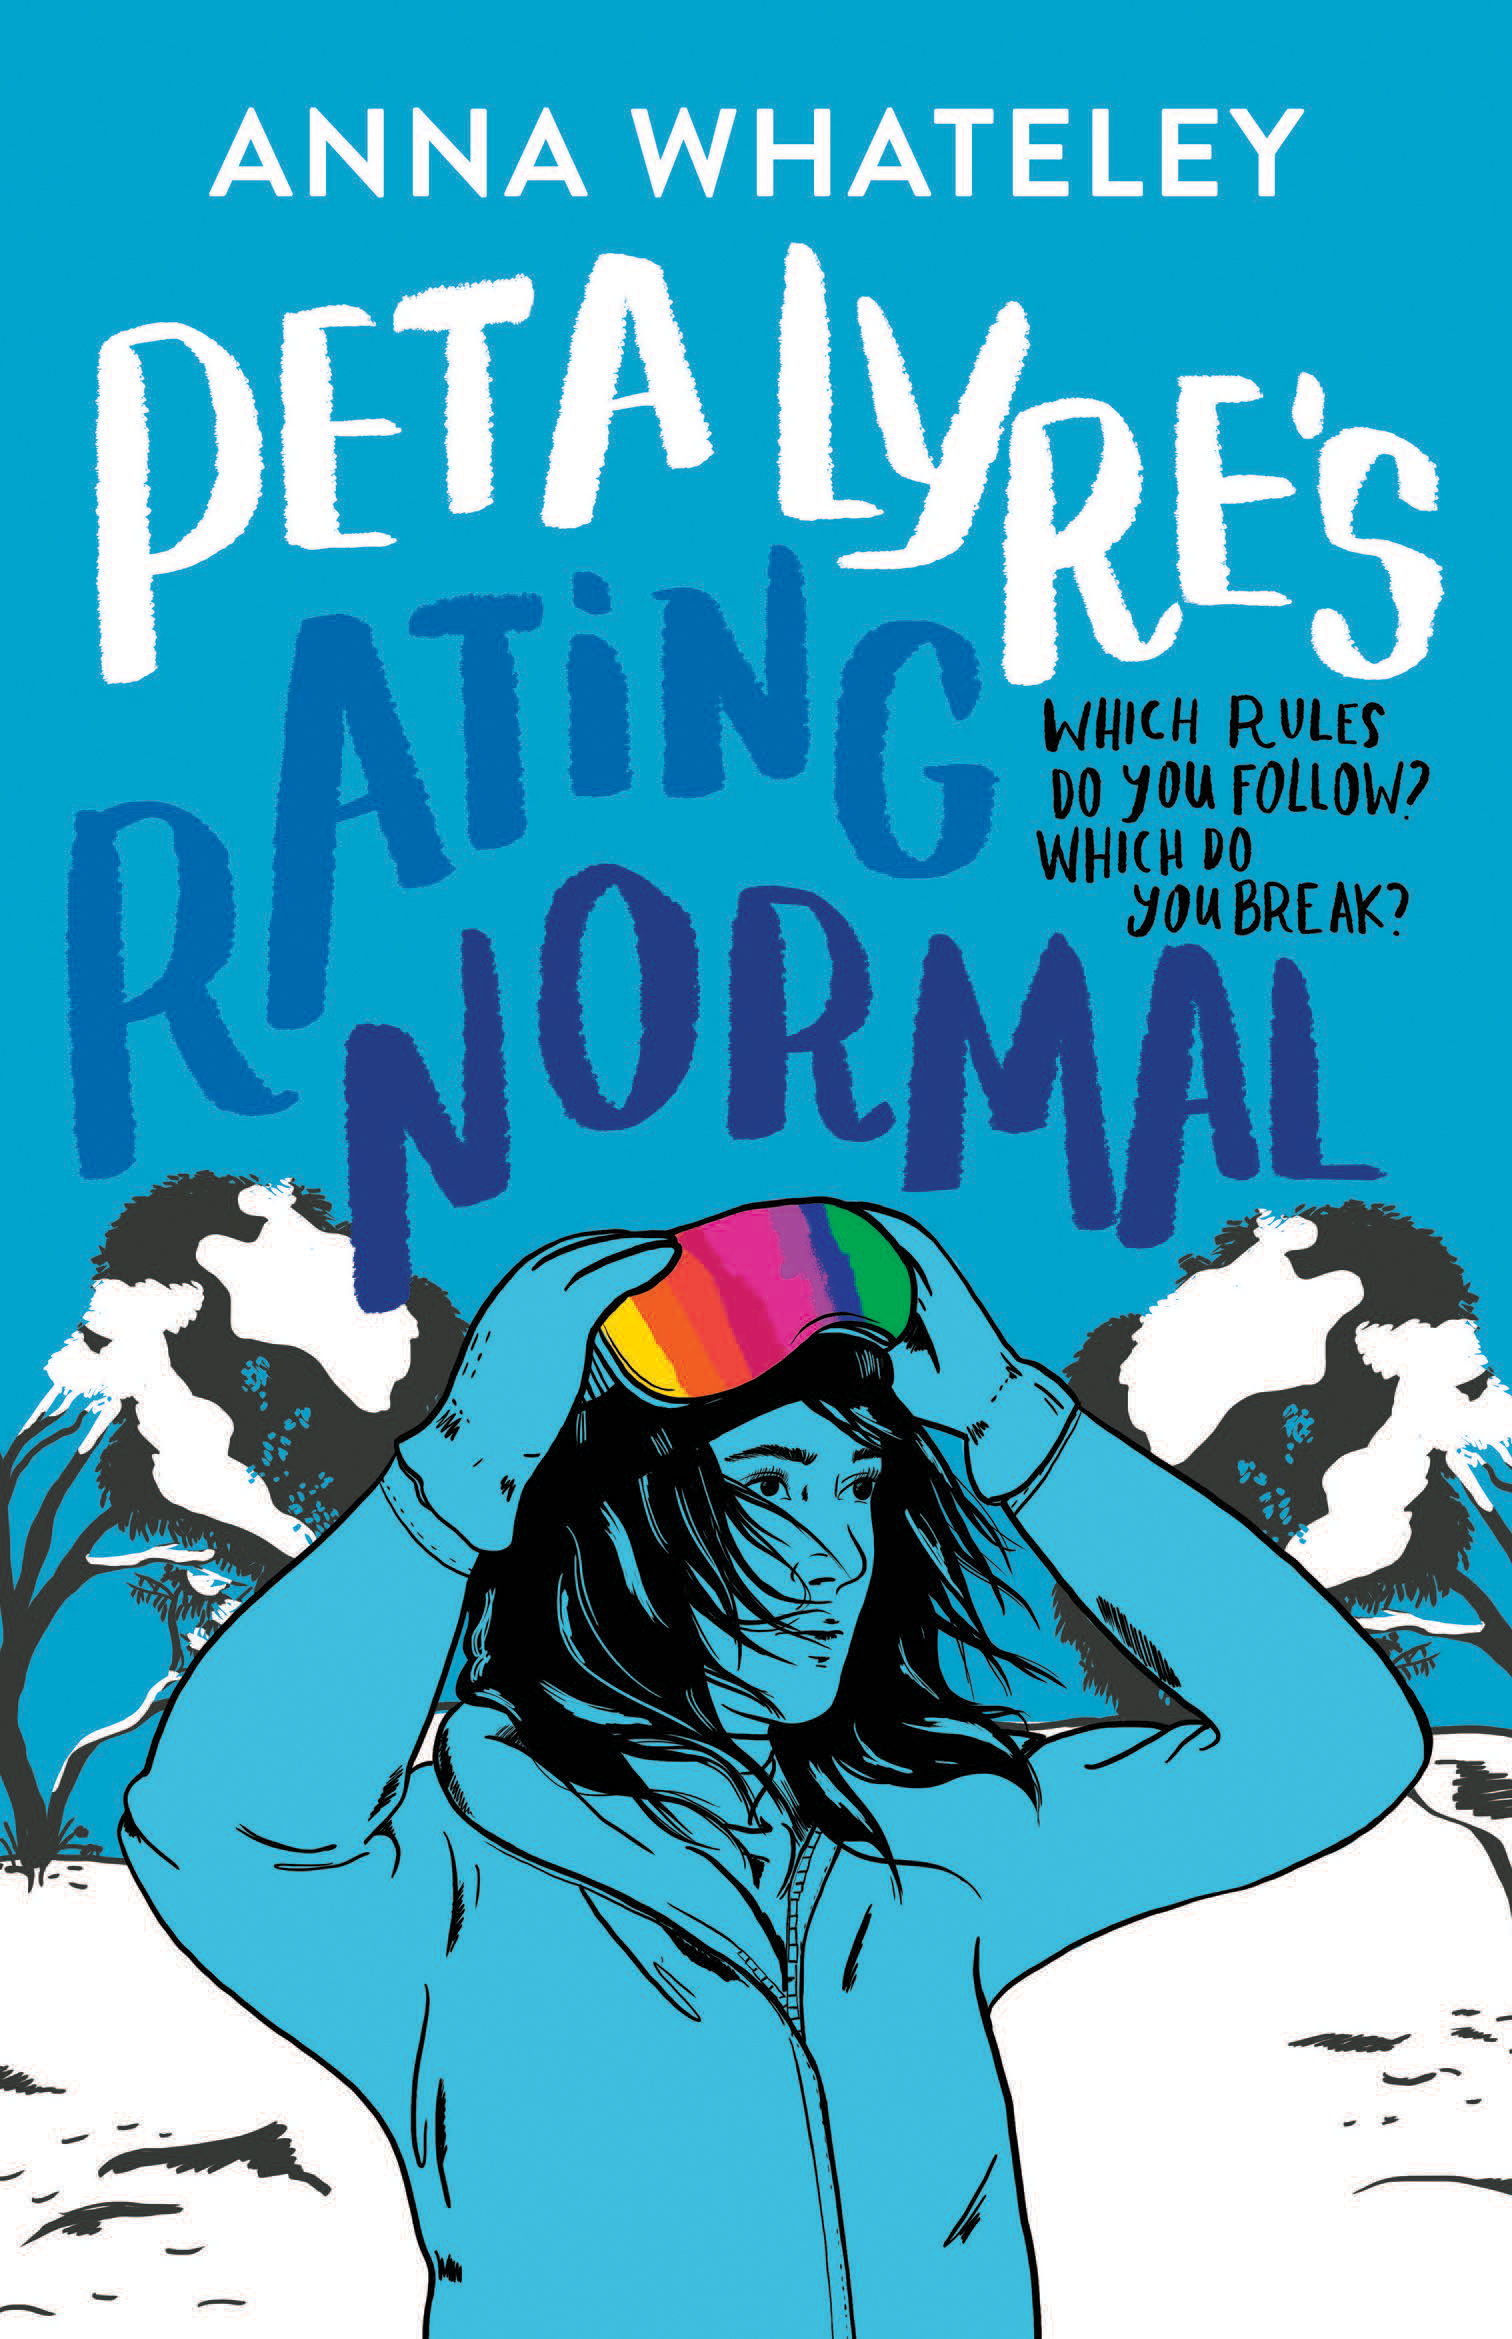 ANNA WHATELEY
PETA LYRE'S
RATING
NORMAL
WHICH RULES
DO YOU FOLLOW?
WHICH DO
YOU BREAK?